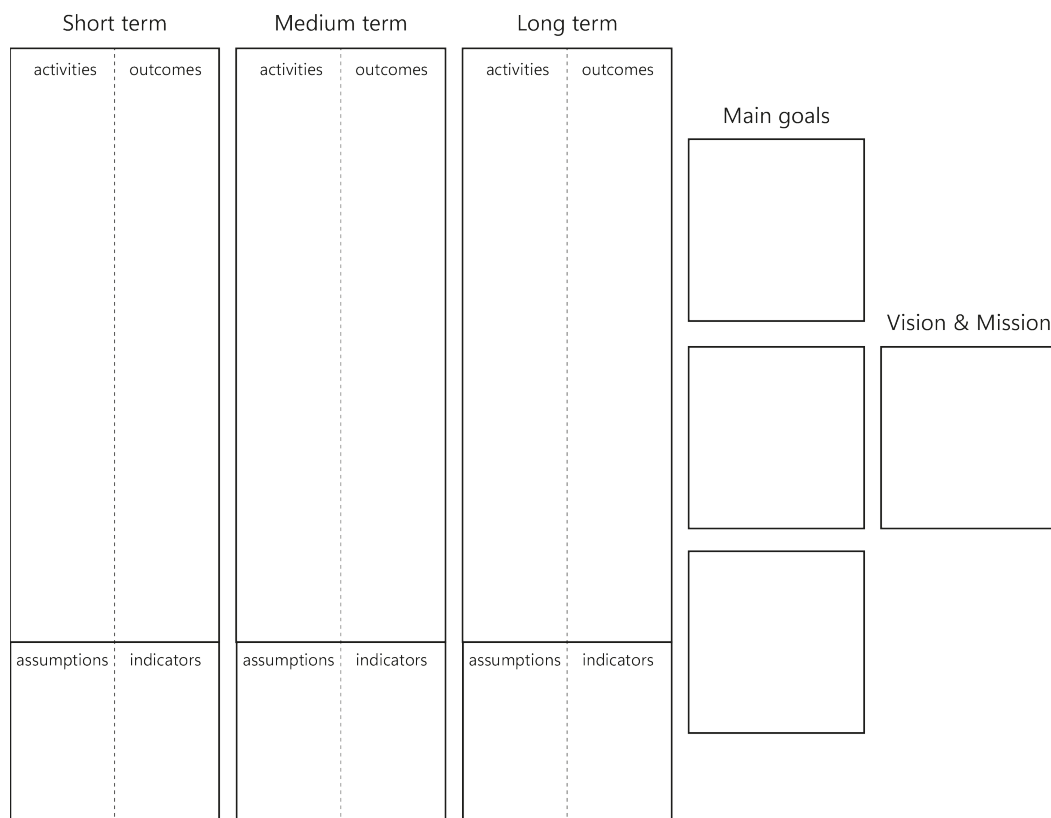 Short term
Medium term
Long term
activities
outcomes
activities
outcomes
activities
outcomes
Main goals
Vision & Mission
assumptions
indicators
assumptions
indicators
assumptions
indicators